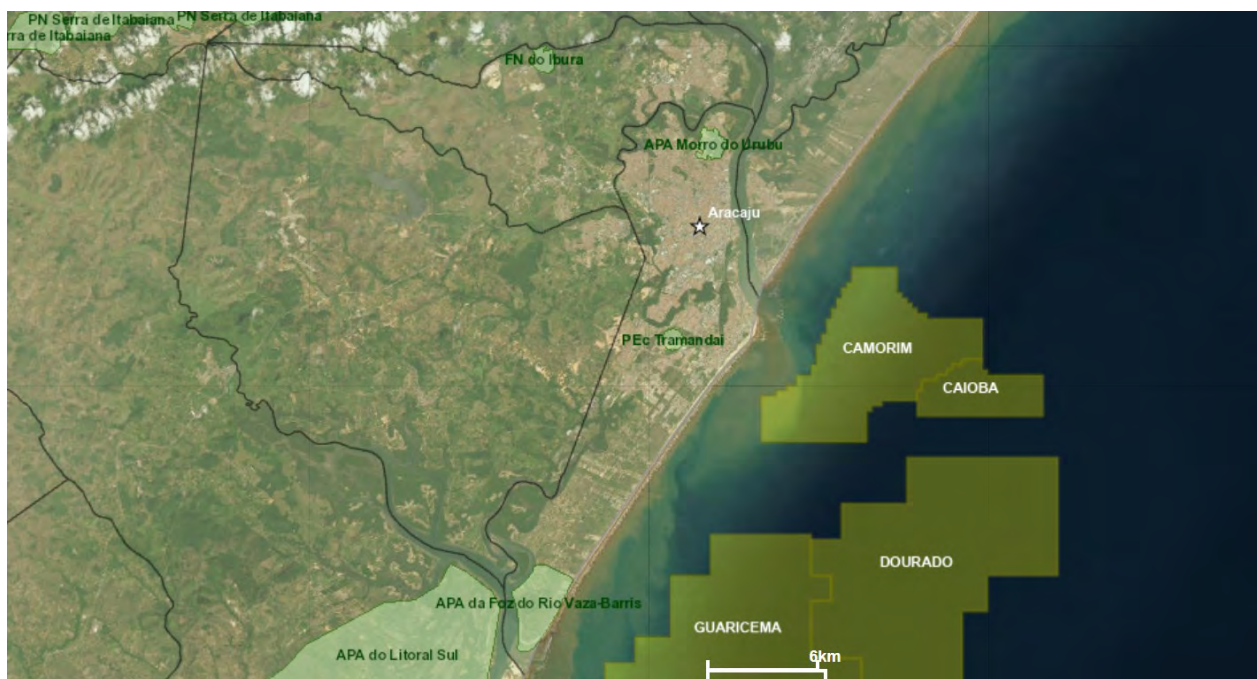 PN Serra de Itabaiana
PN Serra de Itabaiana
rra de Itabaiana
FN do Ibura
APA Morro do Urubu
Aracaju
PEc Tramandai
CAMORIM
CAIOBA
DOURADO
APA da Foz do Rio Vaza-Barris
GUARICEMA
APA do Litoral Sul
6km